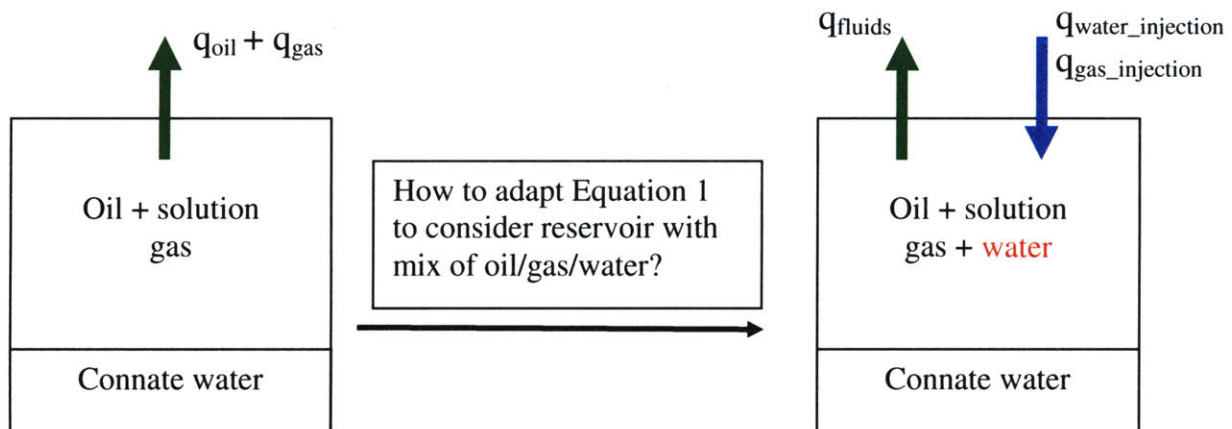 q_oil + q_gas
Oil + solution
gas
Connate water
How to adapt Equation 1
to consider reservoir with
mix of oil/gas/water?
q_fluids
q_water_injection
q_gas_injection
Oil + solution
gas + water
Connate water